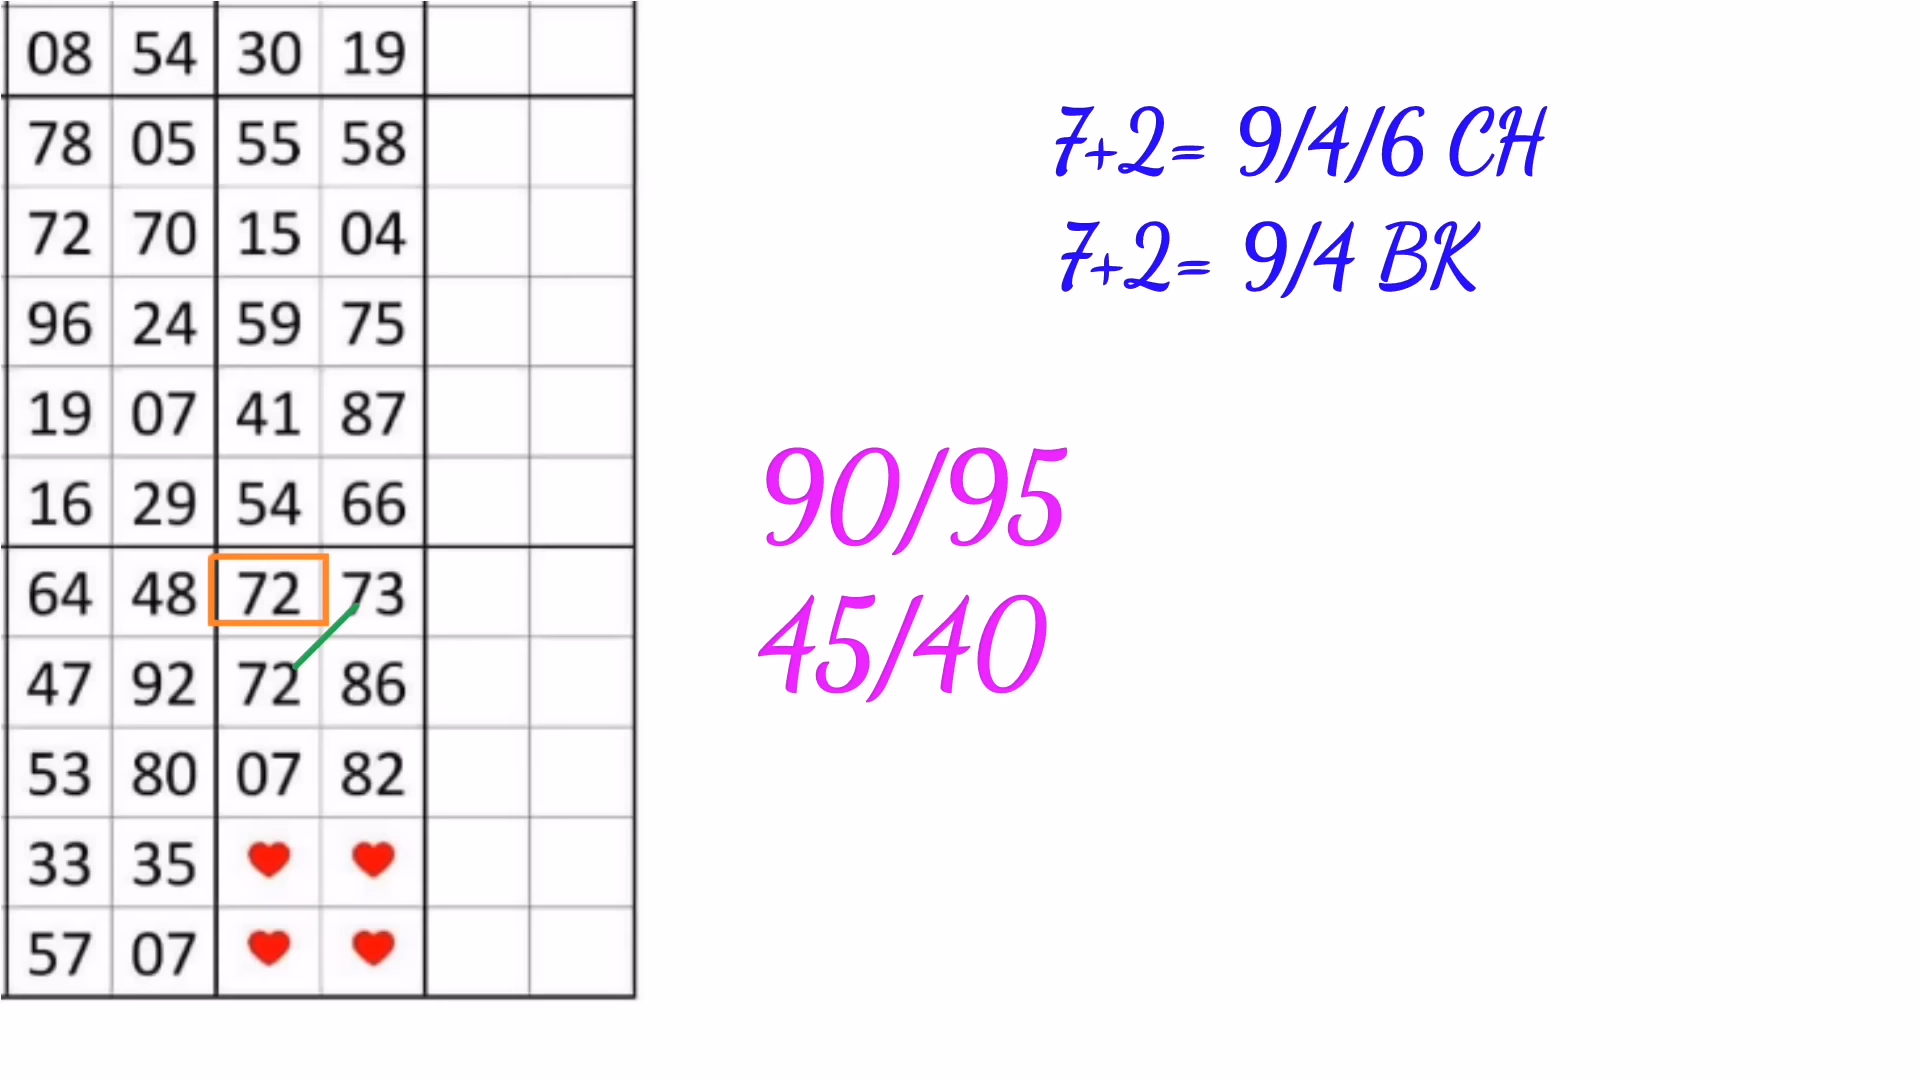 08 54 30 19
78 05 55 58
72 70 15 04
96 24 59 75
19 07 41 87
16 29 54 66
64 48 72 73
47 92 72 86
53 80 07 82
33 35
57 07
7+2= 9/4/6 CH
7+2= 9/4 BK
90/95
45/40